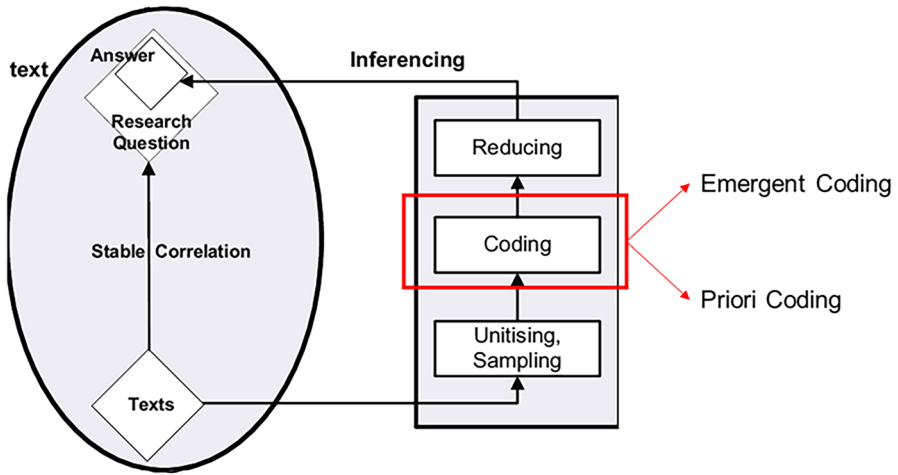 text
Answer
Research
Question
Stable Correlation
Texts
Inferencing
Reducing
Coding
Unitising,
Sampling
Emergent Coding
Priori Coding